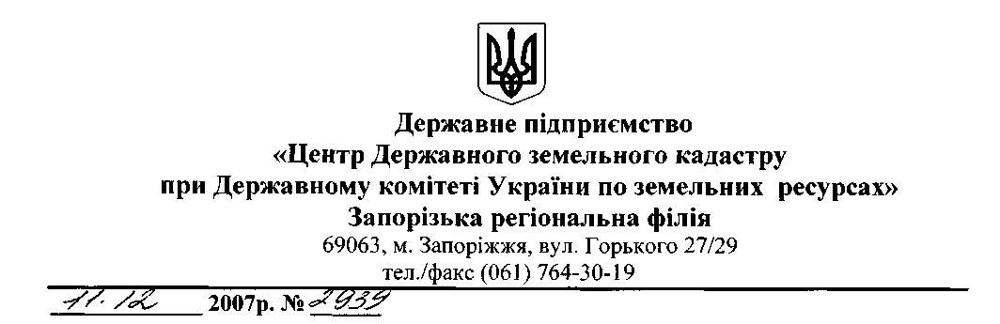 Державне підприємство
«Центр Державного земельного кадастру
при Державному комітеті України по земельних ресурсах»
Запорізька регіональна філія
69063, м. Запоріжжя, вул. Горького 27/29
тел./факс (061) 764-30-19
11.12 2007р. № 2939